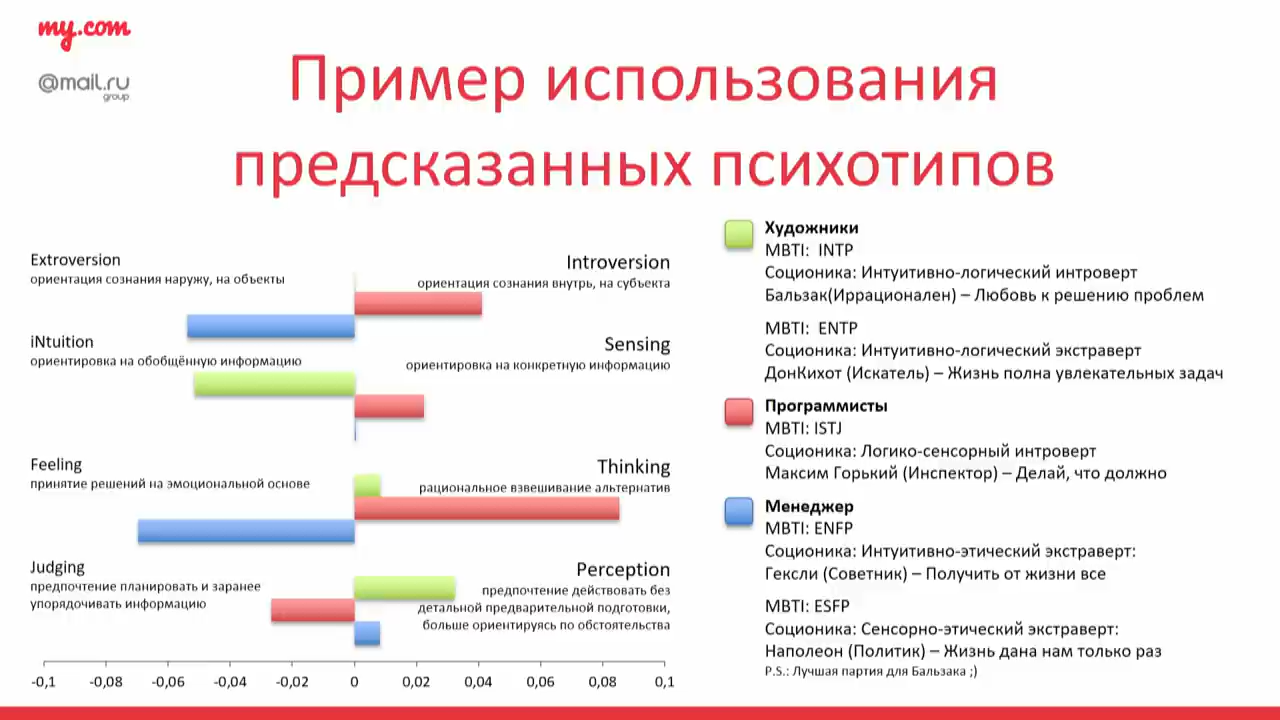 my.com
@mail.ru
group
Пример использования
предсказанных психотипов
Extroversion
ориентация сознания наружу, на объекты
Introversion
ориентация сознания внутрь, на субъекта
iNtuition
ориентировка на обобщённую информацию
Sensing
ориентировка на конкретную информацию
Feeling
принятие решений на эмоциональной основе
Thinking
рациональное взвешивание альтернатив
Judging
предпочтение планировать и заранее
упорядочивать информацию
Perception
предпочтение действовать без
детальной предварительной подготовки,
больше ориентируясь по обстоятельства
-0,1 -0,08 -0,06 -0,04 -0,02 0 0,02 0,04 0,06 0,08 0,1
Художники
MBTI: INTP
Соционика: Интуитивно-логический интроверт
Бальзак(Иррационален) – Любовь к решению проблем
MBTI: ENTP
Соционика: Интуитивно-логический экстраверт
ДонКихот (Искатель) – Жизнь полна увлекательных задач
Программисты
MBTI: ISTJ
Соционика: Логико-сенсорный интроверт
Максим Горький (Инспектор) – Делай, что должно
Менеджер
MBTI: ENFP
Соционика: Интуитивно-этический экстраверт:
Гексли (Советник) – Получить от жизни все
MBTI: ESFP
Соционика: Сенсорно-этический экстраверт:
Наполеон (Политик) – Жизнь дана нам только раз
P.S.: Лучшая партия для Бальзака ;)